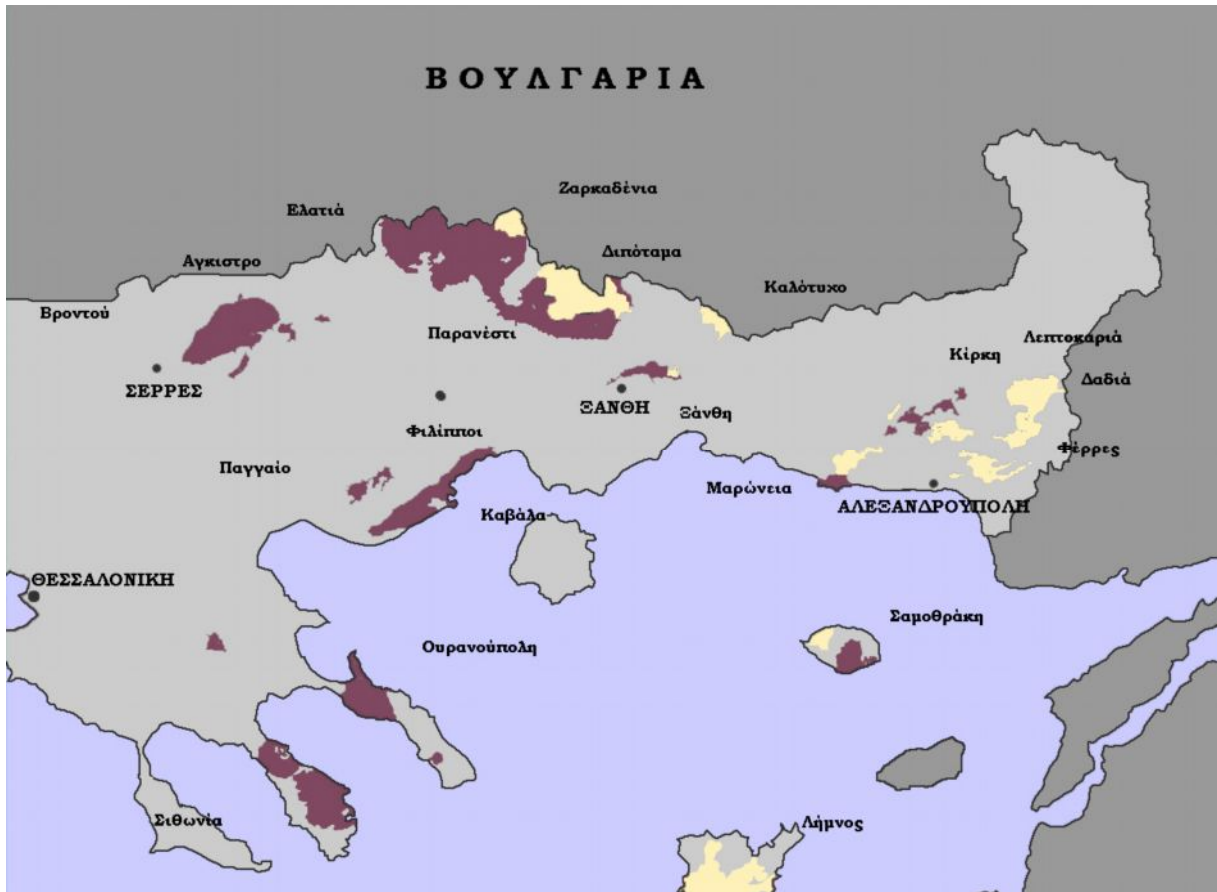 ΒΟΥΛΓΑΡΙΑ
Ζαρκαδένια
Ελατιά
Διπόταμα
Αγκιστρο
Καλότυχο
Βροντού
Παρανέστι
Λεπτοκαριά
Κίρκη
Δαδιά
ΣΕΡΡΕΣ
ΞΑΝΘΗ
Ξάνθη
Φιλίπποι
Φέρρες
Παγγαίο
Μαρώνεια
ΑΛΕΞΑΝΔΡΟΥΠΟΛΗ
Καβάλα
ΘΕΣΣΑΛΟΝΙΚΗ
Σαμοθράκη
Ουρανούπολη
Σιθωνία
Λήμνος